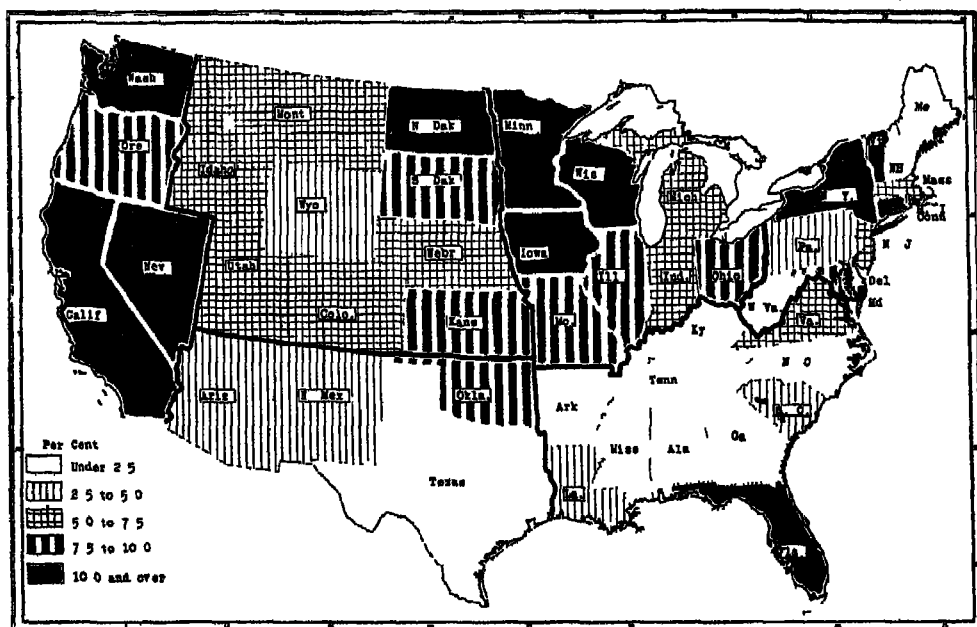 Wash
Mont
N Dak
Minn
Me
Ore
Idaho
S Dak
Wis
Mich
NH
Mass
Y.
Conn
Wyo
Nebr
Iowa
Pa.
N J
Nev
Utah
Colo.
Ill
Ind.
Ohio
W Va
Del
Md
Calif
Kans
Mo.
Ky
Va.
Ariz
N Mex
Okla.
Ark
Tenn
N C
S. C.
Texas
La.
Miss
Ala
Ga
Per Cent
Under 2 5
2 5 to 5 0
5 0 to 7 5
7 5 to 10 0
10 0 and over